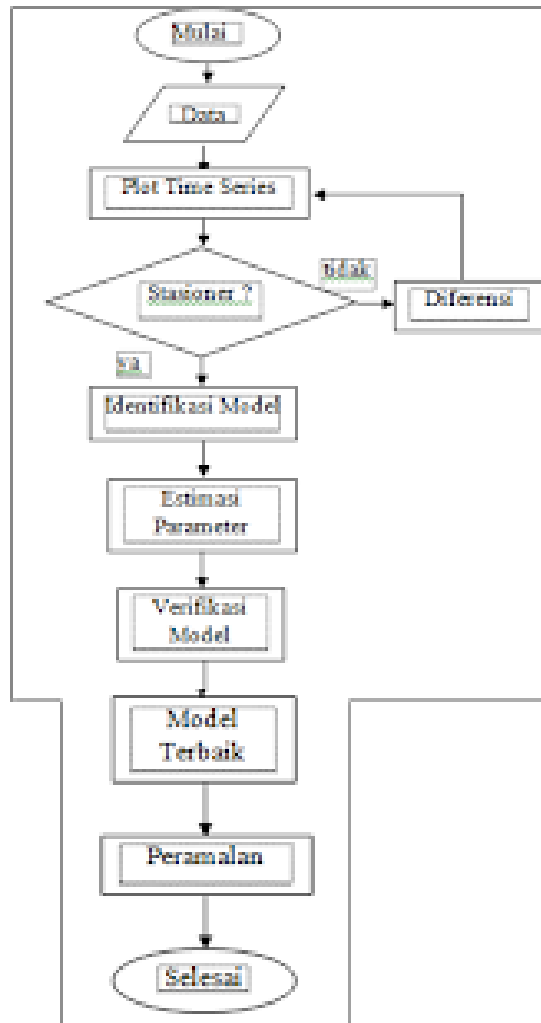 Mulai
Data
Plot Time Series
Stasioner ?
tidak
Diferensi
ya
Identifikasi Model
Estimasi
Parameter
Verifikasi
Model
Model
Terbaik
Peramalan
Selesai